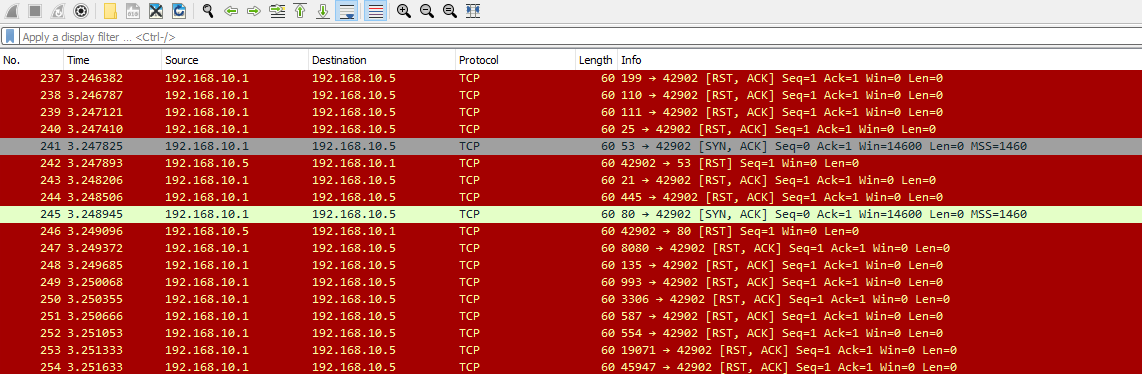 Apply a display filter ... <Ctrl-/>
No. Time Source Destination Protocol Length Info
237 3.246382 192.168.10.1 192.168.10.5 TCP 60 199 → 42902 [RST, ACK] Seq=1 Ack=1 Win=0 Len=0
238 3.246787 192.168.10.1 192.168.10.5 TCP 60 110 → 42902 [RST, ACK] Seq=1 Ack=1 Win=0 Len=0
239 3.247121 192.168.10.1 192.168.10.5 TCP 60 111 → 42902 [RST, ACK] Seq=1 Ack=1 Win=0 Len=0
240 3.247410 192.168.10.1 192.168.10.5 TCP 60 25 → 42902 [RST, ACK] Seq=1 Ack=1 Win=0 Len=0
241 3.247825 192.168.10.1 192.168.10.5 TCP 60 53 → 42902 [SYN, ACK] Seq=0 Ack=1 Win=14600 Len=0 MSS=1460
242 3.247893 192.168.10.5 192.168.10.1 TCP 60 42902 → 53 [RST] Seq=1 Win=0 Len=0
243 3.248206 192.168.10.1 192.168.10.5 TCP 60 21 → 42902 [RST, ACK] Seq=1 Ack=1 Win=0 Len=0
244 3.248506 192.168.10.1 192.168.10.5 TCP 60 445 → 42902 [RST, ACK] Seq=1 Ack=1 Win=0 Len=0
245 3.248945 192.168.10.1 192.168.10.5 TCP 60 80 → 42902 [SYN, ACK] Seq=0 Ack=1 Win=14600 Len=0 MSS=1460
246 3.249096 192.168.10.5 192.168.10.1 TCP 60 42902 → 80 [RST] Seq=1 Win=0 Len=0
247 3.249372 192.168.10.1 192.168.10.5 TCP 60 8080 → 42902 [RST, ACK] Seq=1 Ack=1 Win=0 Len=0
248 3.249685 192.168.10.1 192.168.10.5 TCP 60 135 → 42902 [RST, ACK] Seq=1 Ack=1 Win=0 Len=0
249 3.250068 192.168.10.1 192.168.10.5 TCP 60 993 → 42902 [RST, ACK] Seq=1 Ack=1 Win=0 Len=0
250 3.250355 192.168.10.1 192.168.10.5 TCP 60 3306 → 42902 [RST, ACK] Seq=1 Ack=1 Win=0 Len=0
251 3.250666 192.168.10.1 192.168.10.5 TCP 60 587 → 42902 [RST, ACK] Seq=1 Ack=1 Win=0 Len=0
252 3.251053 192.168.10.1 192.168.10.5 TCP 60 554 → 42902 [RST, ACK] Seq=1 Ack=1 Win=0 Len=0
253 3.251333 192.168.10.1 192.168.10.5 TCP 60 19071 → 42902 [RST, ACK] Seq=1 Ack=1 Win=0 Len=0
254 3.251633 192.168.10.1 192.168.10.5 TCP 60 45947 → 42902 [RST, ACK] Seq=1 Ack=1 Win=0 Len=0